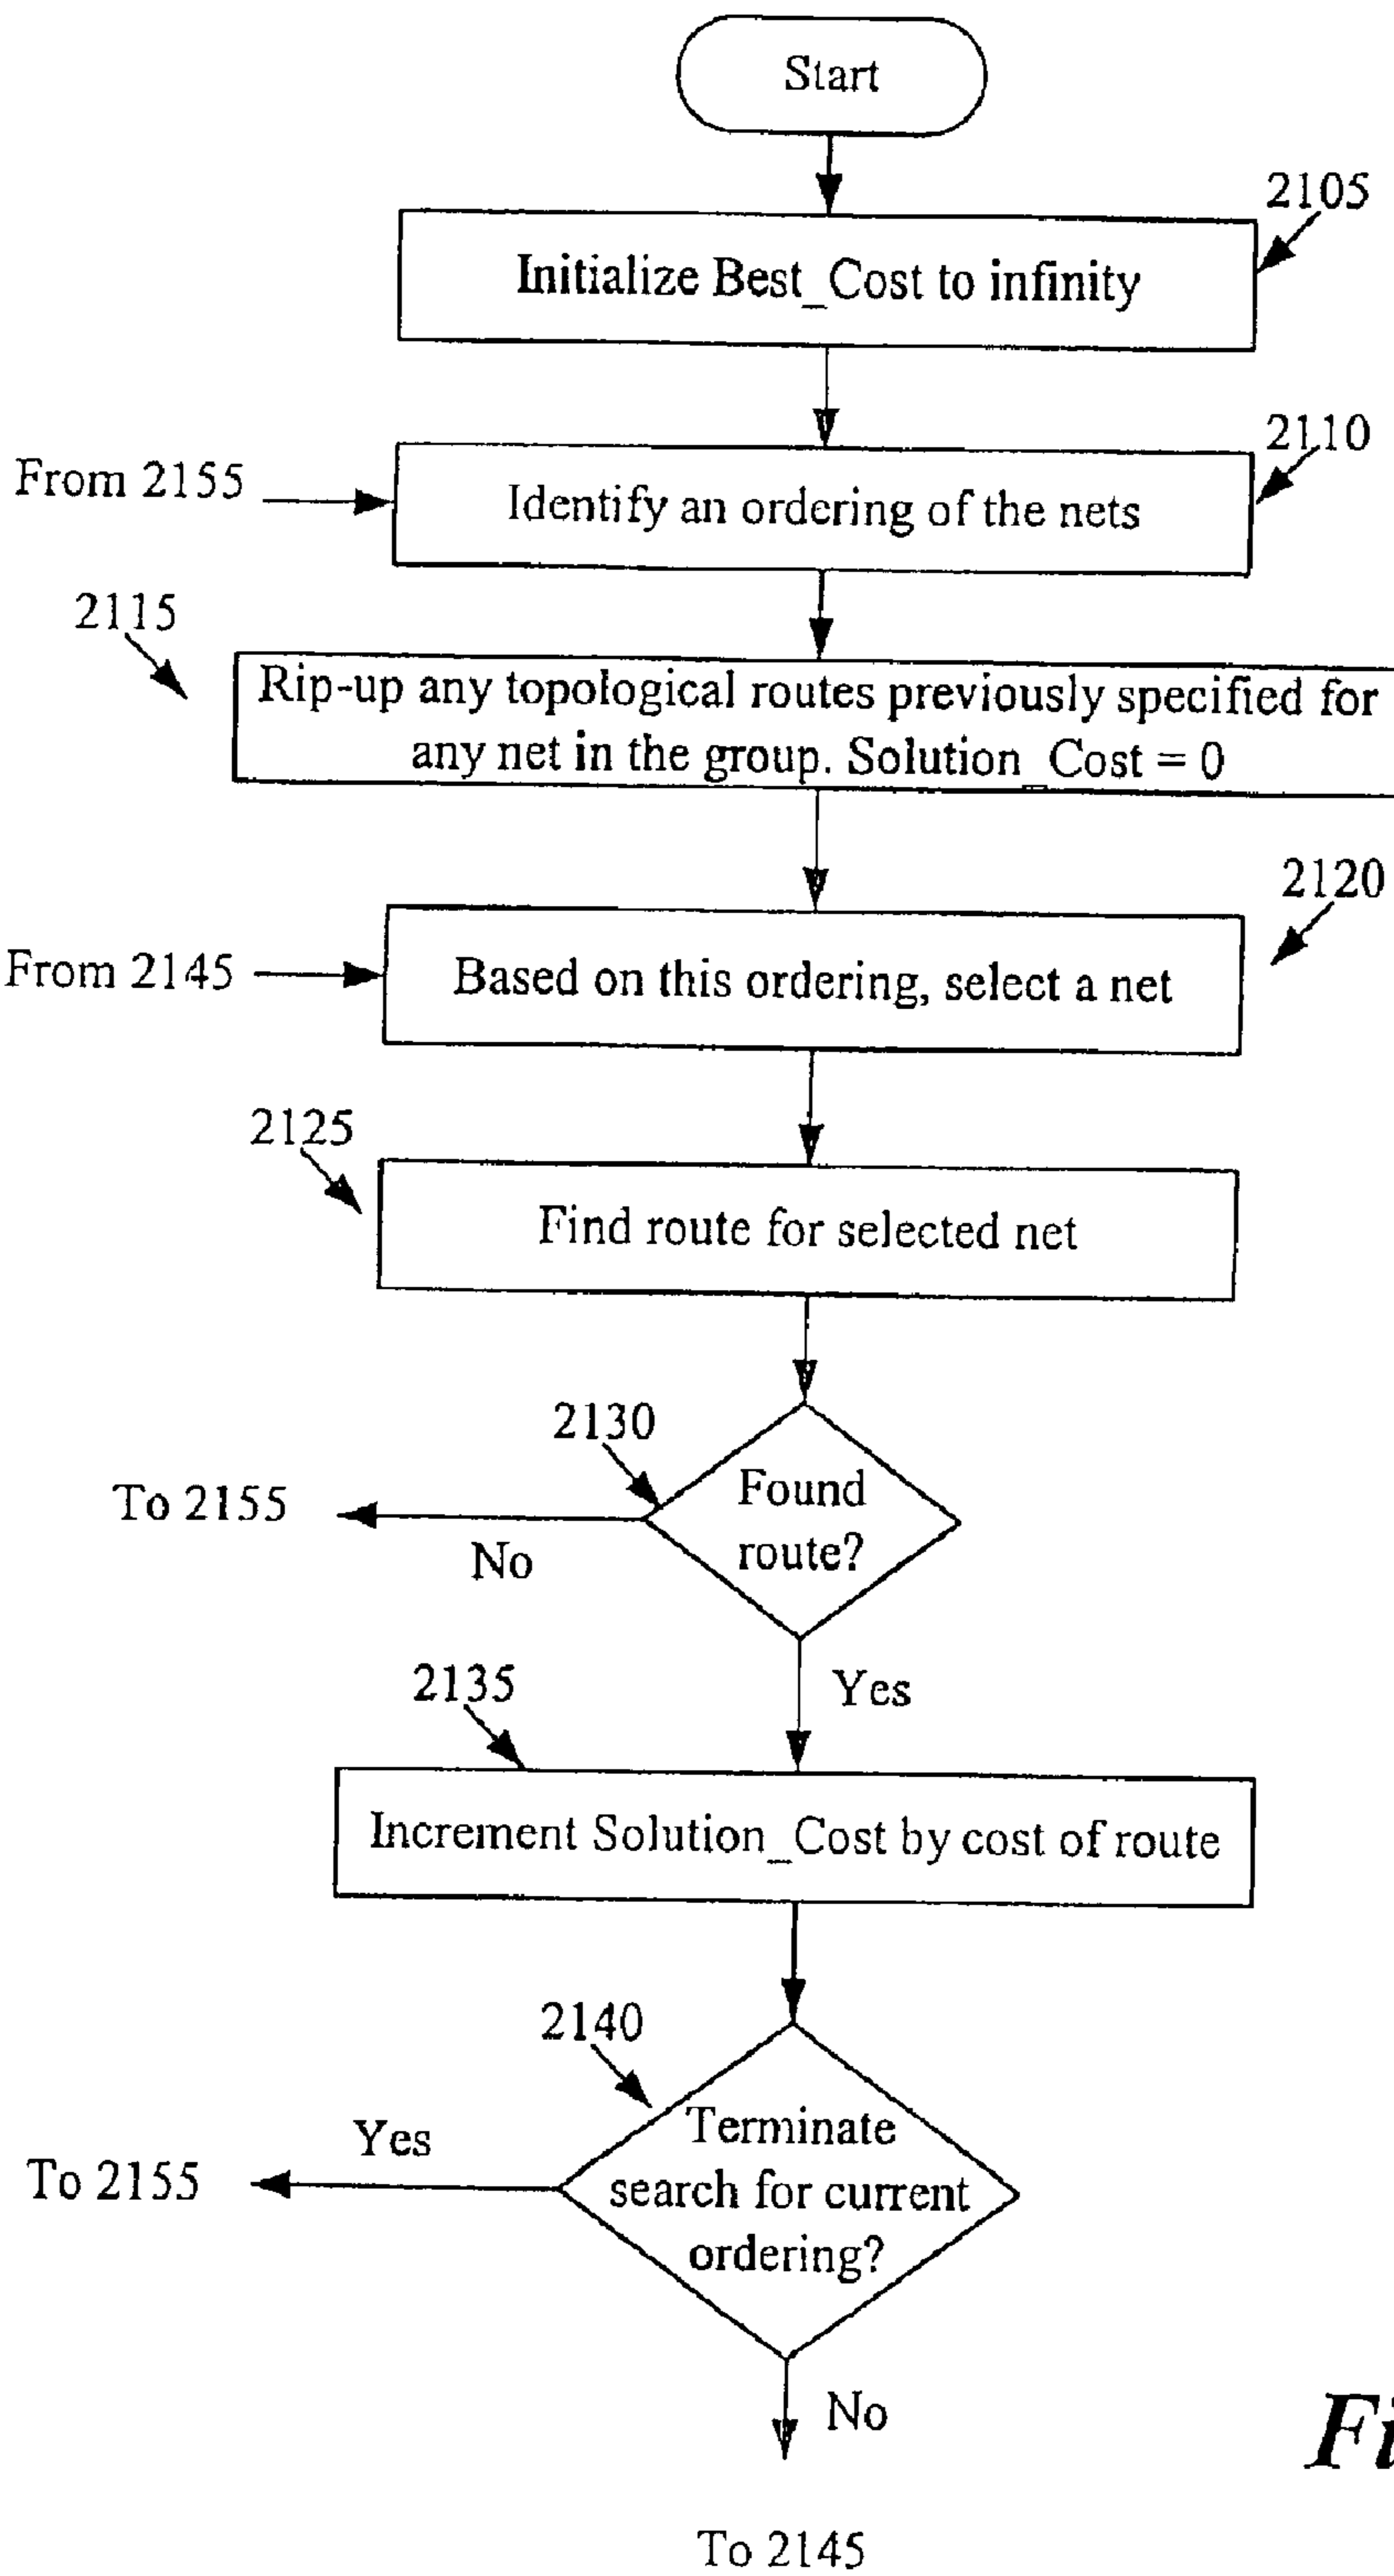 Start
2105
Initialize Best_Cost to infinity
2110
From 2155
Identify an ordering of the nets
2115
Rip-up any topological routes previously specified for
any net in the group. Solution_Cost = 0
2120
From 2145
Based on this ordering, select a net
2125
Find route for selected net
2130
Found
route?
To 2155
No
Yes
2135
Increment Solution_Cost by cost of route
2140
Terminate
search for current
ordering?
Yes
To 2155
No
Fi
To 2145